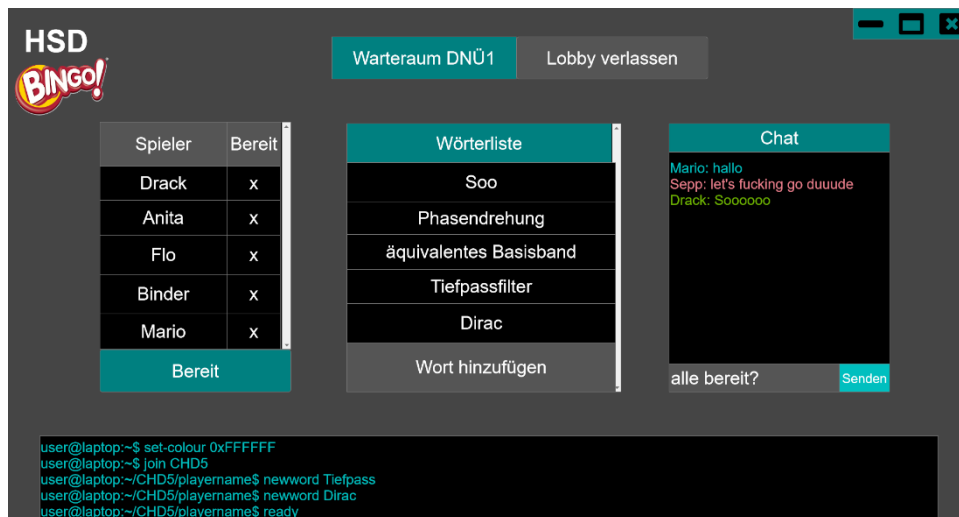 HSD
BINGO!
Warteraum DNÜ1 Lobby verlassen
Spieler Bereit
Drack x
Anita x
Flo x
Binder x
Mario x
Bereit
Wörterliste
Soo
Phasendrehung
äquivalentes Basisband
Tiefpassfilter
Dirac
Wort hinzufügen
Chat
Mario: hallo
Sepp: let's fucking go duuude
Drack: Soooooo
alle bereit? Senden
user@laptop:~$ set-colour 0xFFFFFF
user@laptop:~$ join CHD5
user@laptop:~/CHD5/playername$ newword Tiefpass
user@laptop:~/CHD5/playername$ newword Dirac
user@laptop:~/CHD5/playername$ ready